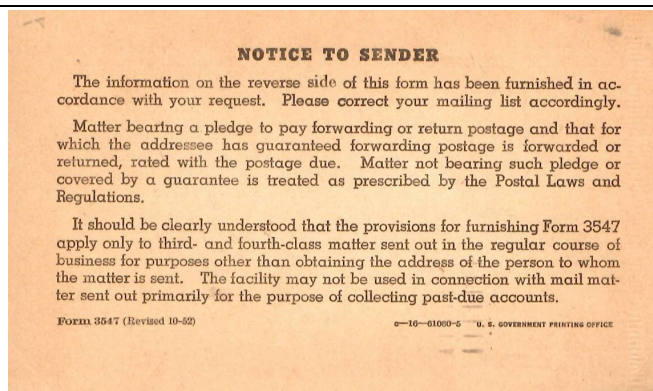 NOTICE TO SENDER
The information on the reverse side of this form has been furnished in ac-
cordance with your request. Please correct your mailing list accordingly.
Matter bearing a pledge to pay forwarding or return postage and that for
which the addressee has guaranteed forwarding postage is forwarded or
returned, rated with the postage due. Matter not bearing such pledge or
covered by a guarantee is treated as prescribed by the Postal Laws and
Regulations.
It should be clearly understood that the provisions for furnishing Form 3547
apply only to third- and fourth-class matter sent out in the regular course of
business for purposes other than obtaining the address of the person to whom
the matter is sent. The facility may not be used in connection with mail mat-
ter sent out primarily for the purpose of collecting past-due accounts.
Form 3547 (Revised 10-52) c—16—61060-5 U. S. GOVERNMENT PRINTING OFFICE